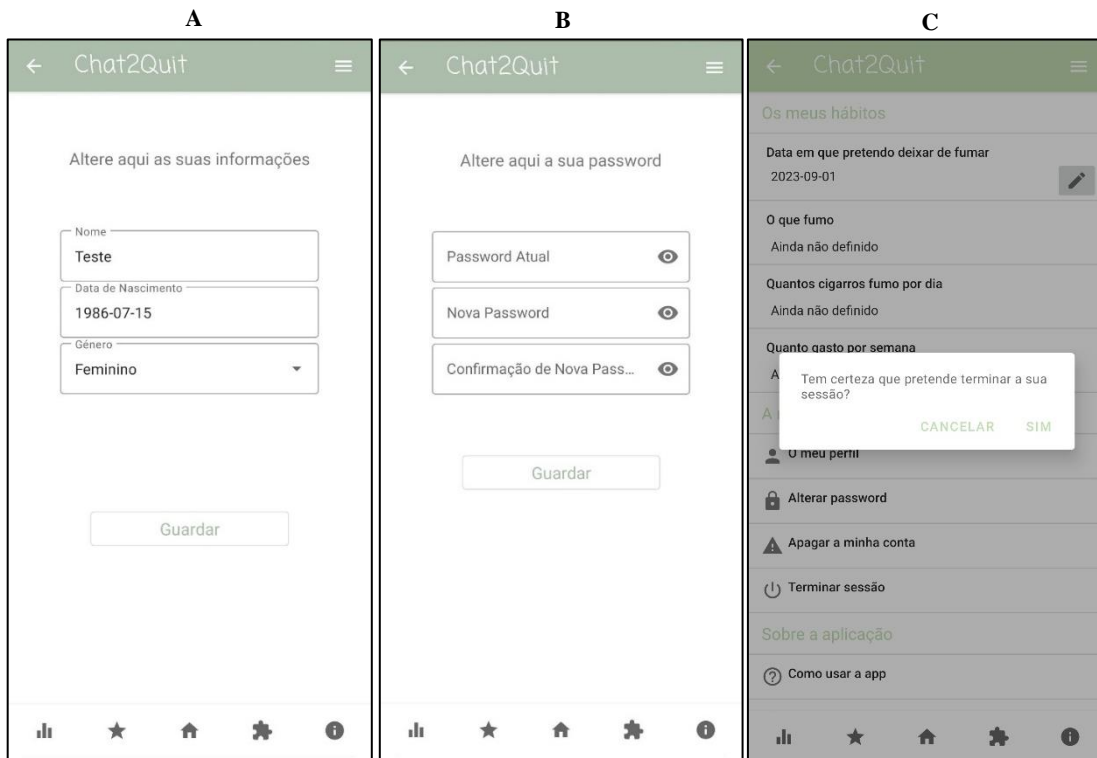 A
Chat2Quit
Altere aqui as suas informações
Nome
Teste
Data de Nascimento
1986-07-15
Género
Feminino
Guardar
B
Chat2Quit
Altere aqui a sua password
Password Atual
Nova Password
Confirmação de Nova Pass...
Guardar
C
Chat2Quit
Os meus hábitos
Data em que pretendo deixar de fumar
2023-09-01
O que fumo
Ainda não definido
Quantos cigarros fumo por dia
Ainda não definido
Quanto gasto por semana
Tem certeza que pretende terminar a sua
sessão?
CANCELAR SIM
O meu perfil
Alterar password
Apagar a minha conta
Terminar sessão
Sobre a aplicação
Como usar a app